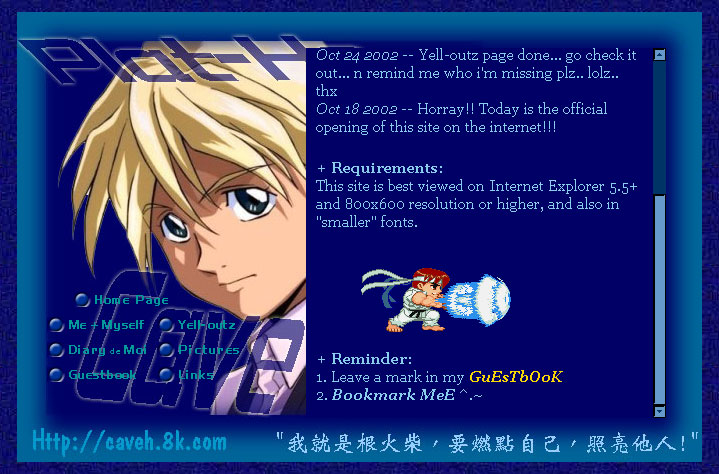 Plat-H
Oct 24 2002 -- Yell-outz page done... go check it
out... n remind me who i'm missing plz.. lolz..
thx
Oct 18 2002 -- Horray!! Today is the official
opening of this site on the internet!!!
+ Requirements:
This site is best viewed on Internet Explorer 5.5+
and 800x600 resolution or higher, and also in
"smaller" fonts.
Home Page
Me - Myself Yell-outz
Diary de Moi Pictures
Guestbook Links
Cave
+ Reminder:
1. Leave a mark in my GuEsTbOoK
2. Bookmark MeE ^.~
Http://caveh.8k.com
"我就是根火柴，要燃點自己，照亮他人!"